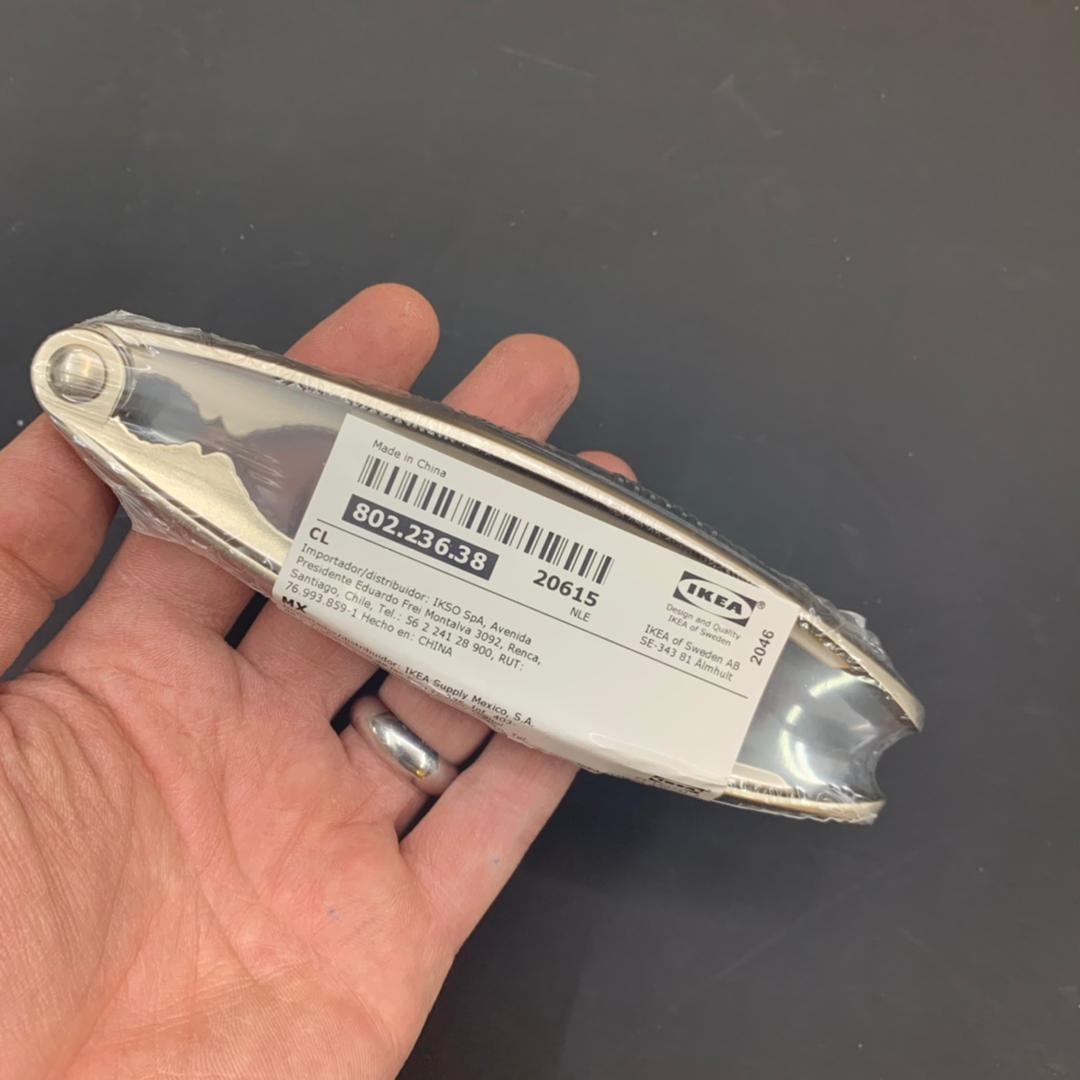 Made in China
802.236.38
20615
NLE
IKEA®
Design and Quality
IKEA of Sweden
IKEA of Sweden AB
SE-343 81 Älmhult
2046
CL
Importador/distribuidor: IKSO SpA, Avenida
Presidente Eduardo Frei Montalva 3092, Renca,
Santiago, Chile, Tel.: 56 2 241 28 900, RUT:
76.993.859-1 Hecho en: CHINA
MX
IKEA Supply Mexico, S.A.